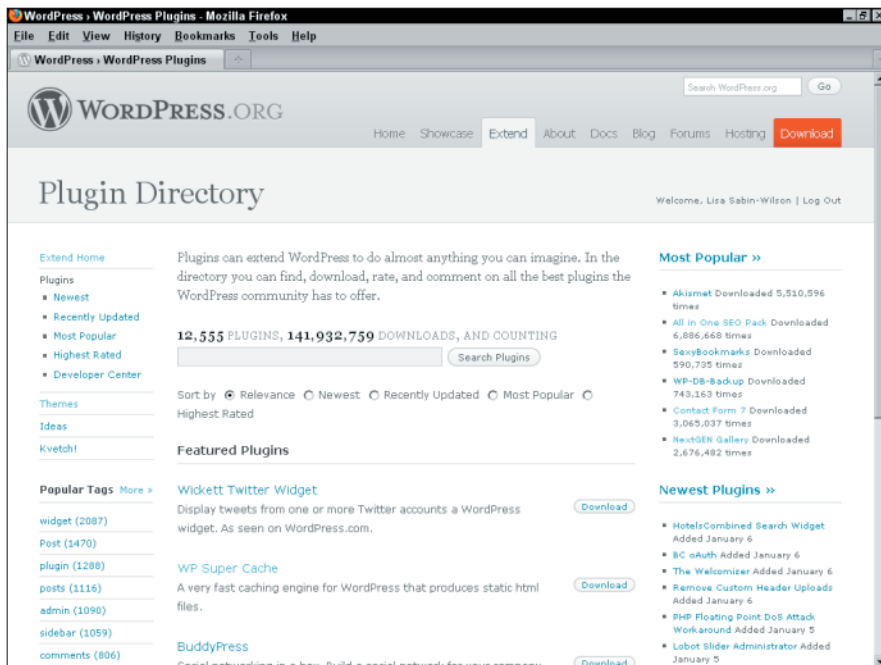 WordPress › WordPress Plugins - Mozilla Firefox
File Edit View History Bookmarks Tools Help
WordPress › WordPress Plugins
Search WordPress.org Go
WORDPRESS.ORG
Home Showcase Extend About Docs Blog Forums Hosting Download
Plugin Directory
Welcome, Lisa Sabin-Wilson | Log Out
Extend Home
Plugins
Newest
Recently Updated
Most Popular
Highest Rated
Developer Center
Themes
Ideas
Kvetch!
Popular Tags More »
widget (2087)
Post (1470)
plugin (1288)
posts (1116)
admin (1090)
sidebar (1059)
comments (806)
Plugins can extend WordPress to do almost anything you can imagine. In the
directory you can find, download, rate, and comment on all the best plugins the
WordPress community has to offer.
12,555 PLUGINS, 141,932,759 DOWNLOADS, AND COUNTING
Search Plugins
Sort by Relevance Newest Recently Updated Most Popular
Highest Rated
Featured Plugins
Wickett Twitter Widget
Display tweets from one or more Twitter accounts a WordPress
widget. As seen on WordPress.com.
Download
WP Super Cache
A very fast caching engine for WordPress that produces static html
files.
Download
BuddyPress
Social networking in a box. Build a social network for your company,
Download
Most Popular »
Akismet Downloaded 5,510,596
times
All in One SEO Pack Downloaded
6,886,668 times
SexyBookmarks Downloaded
590,735 times
WP-DB-Backup Downloaded
743,163 times
Contact Form 7 Downloaded
3,065,037 times
NextGEN Gallery Downloaded
2,676,482 times
Newest Plugins »
HotelsCombined Search Widget
Added January 6
BC oAuth Added January 6
The Welcomizer Added January 6
Remove Custom Header Uploads
Added January 6
PHP Floating Point DoS Attack
Workaround Added January 5
Lobot Slider Administrator Added
January 5